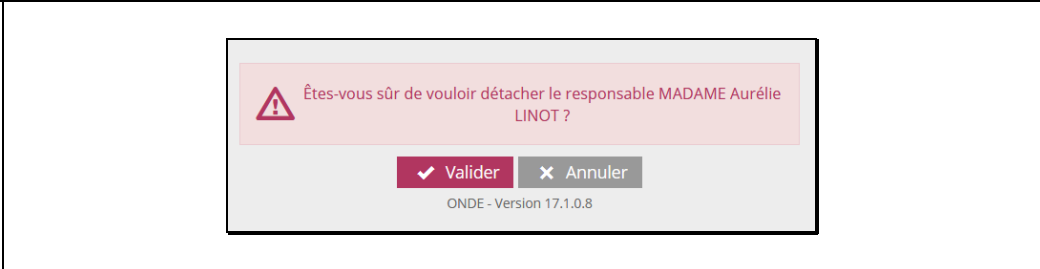 Êtes-vous sûr de vouloir détacher le responsable MADAME Aurélie
LINOT ?
Valider
Annuler
ONDE - Version 17.1.0.8